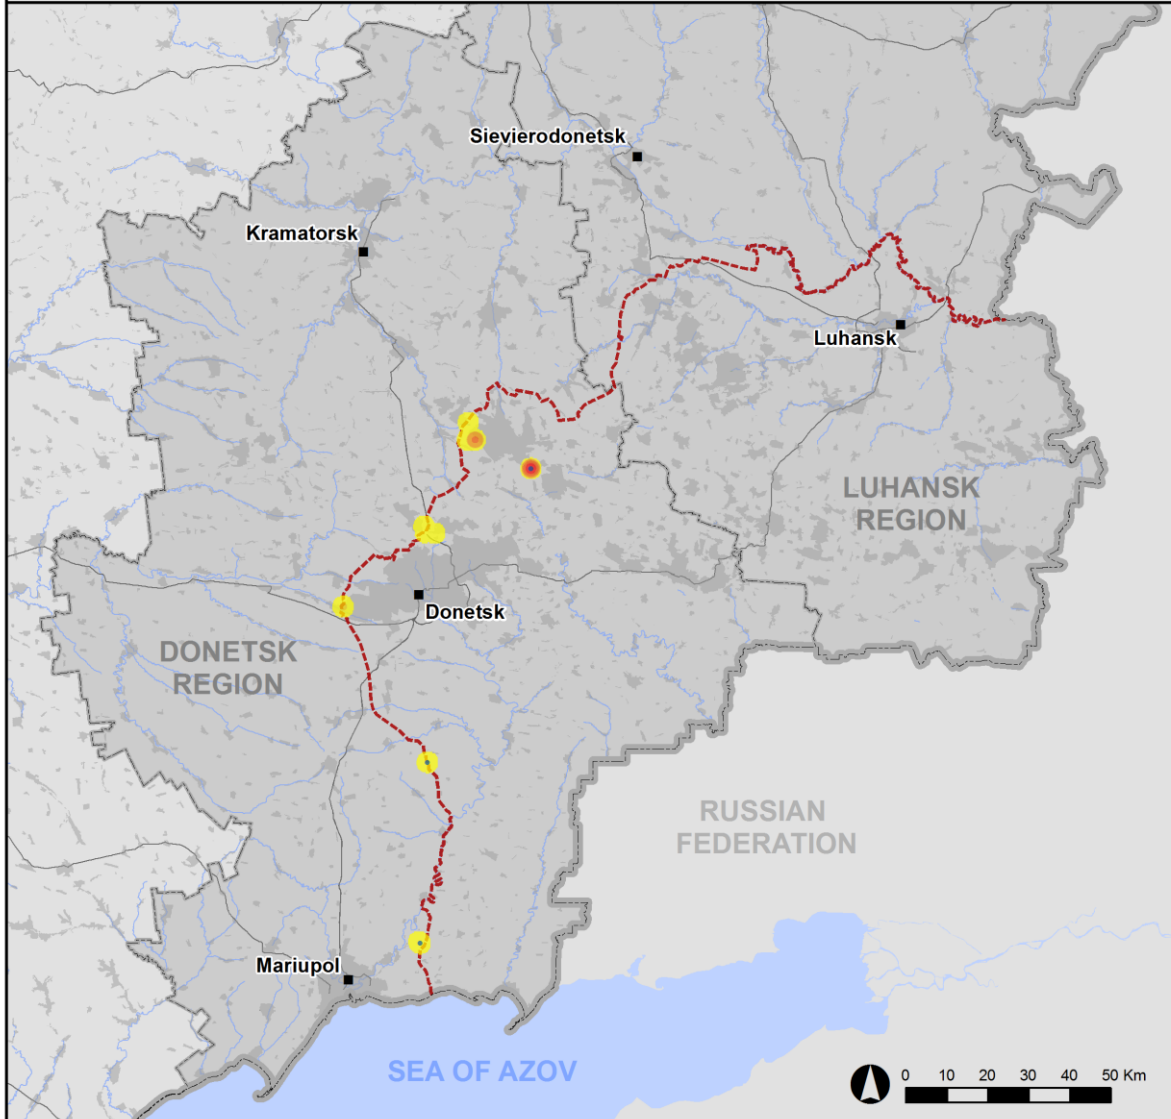 Sievierodonetsk
Kramatorsk
Luhansk
LUHANSK
REGION
Donetsk
DONETSK
REGION
RUSSIAN
FEDERATION
Mariupol
SEA OF AZOV
0 10 20 30 40 50 Km